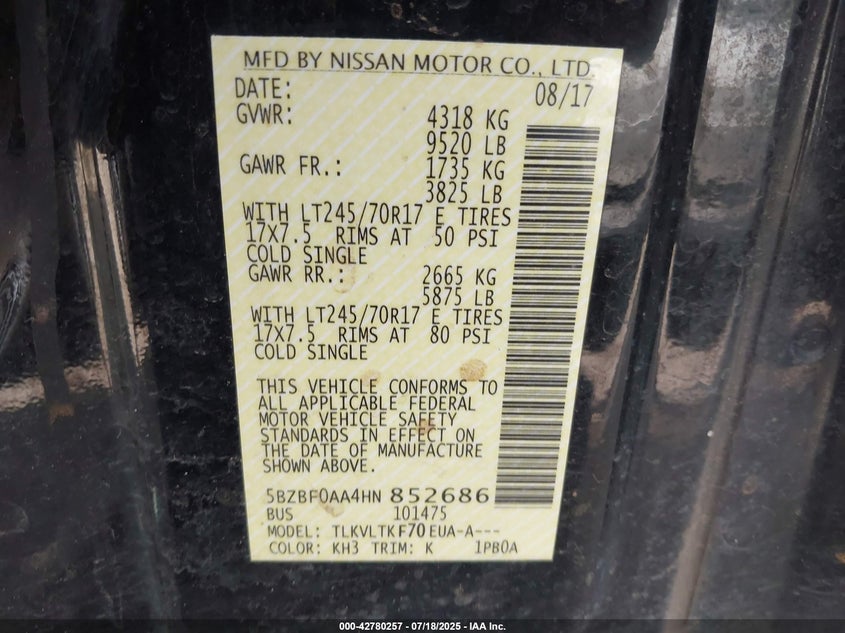 MFD BY NISSAN MOTOR CO., LTD.
DATE: 08/17
GVWR: 4318 KG
9520 LB
GAWR FR.: 1735 KG
3825 LB
WITH LT245/70R17 E TIRES
17X7.5 RIMS AT 50 PSI
COLD SINGLE
GAWR RR.: 2665 KG
5875 LB
WITH LT245/70R17 E TIRES
17X7.5 RIMS AT 80 PSI
COLD SINGLE
THIS VEHICLE CONFORMS TO
ALL APPLICABLE FEDERAL
MOTOR VEHICLE SAFETY
STANDARDS IN EFFECT ON
THE DATE OF MANUFACTURE
SHOWN ABOVE.
5BZBF0AA4HN 852686
BUS 101475
MODEL: TLKVLTKF70EUA-A---
COLOR: KH3 TRIM: K 1PB0A
000-42780257 - 07/18/2025 - IAA Inc.